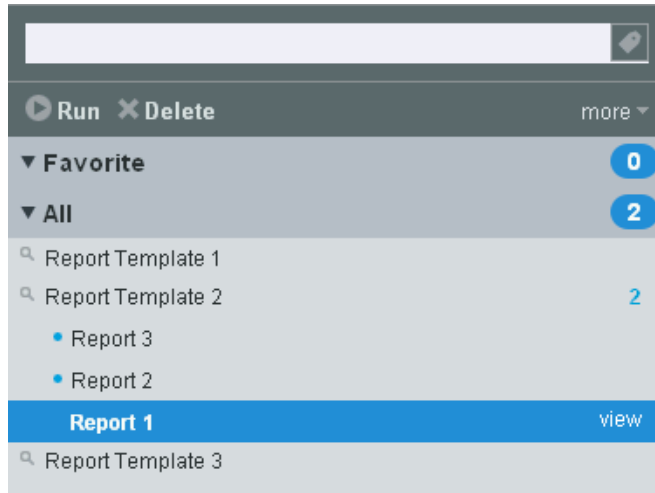 Run Delete more
Favorite 0
All 2
Report Template 1
Report Template 2 2
Report 3
Report 2
Report 1 view
Report Template 3